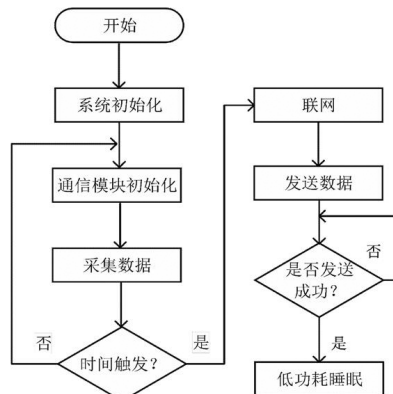 开始
系统初始化
通信模块初始化
采集数据
时间触发?
否
是
联网
发送数据
是否发送
成功?
否
是
低功耗睡眠